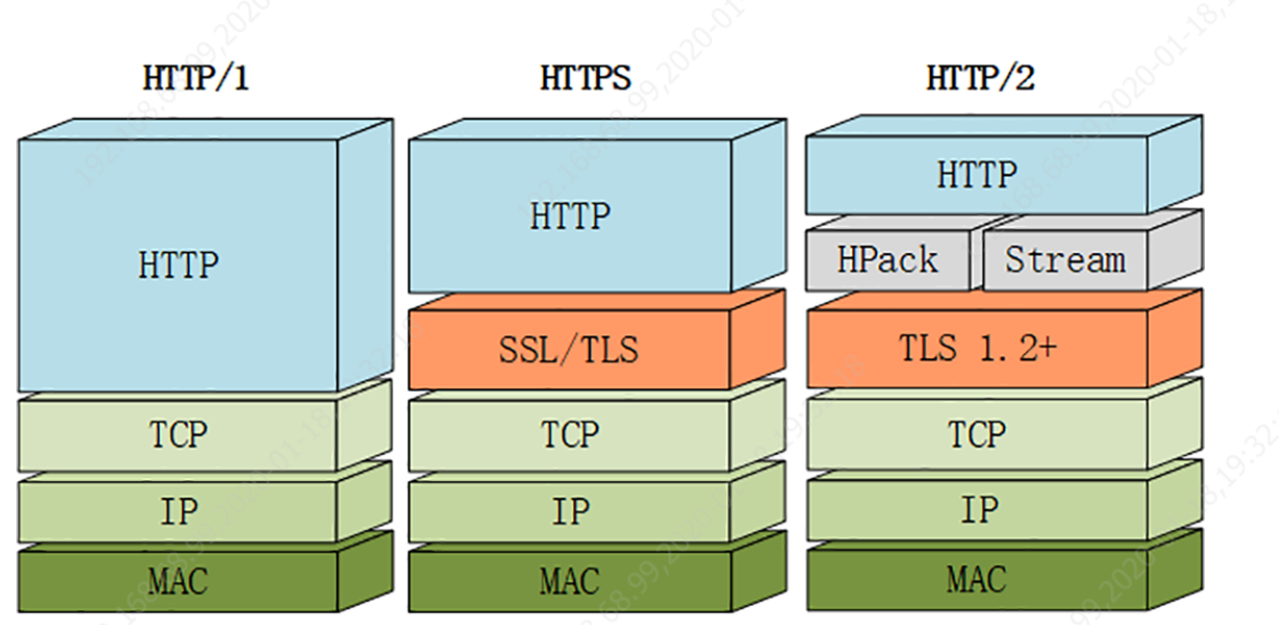 HTTP/1
HTTP
TCP
IP
MAC
HTTPS
HTTP
SSL/TLS
TCP
IP
MAC
HTTP/2
HTTP
HPack
Stream
TLS 1.2+
TCP
IP
MAC